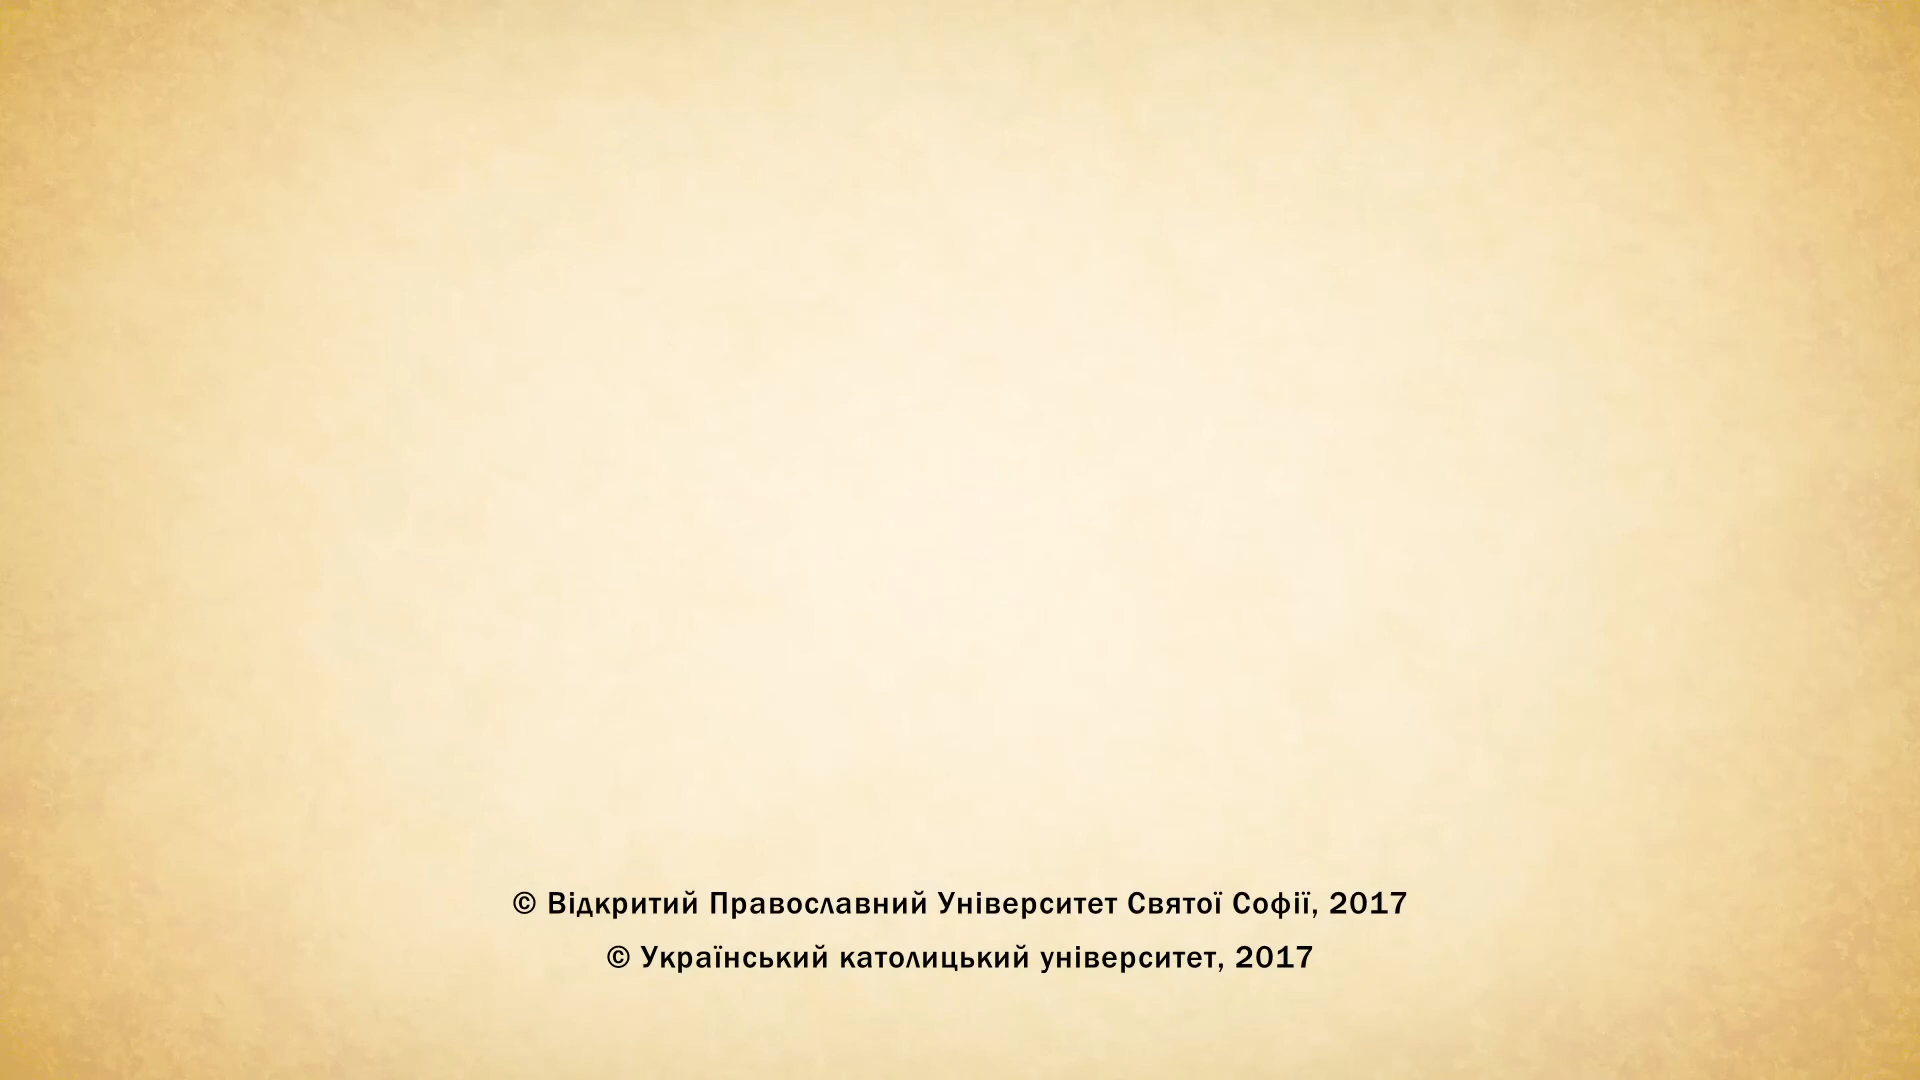 © Відкритий Православний Університет Святої Софії, 2017
© Український католицький університет, 2017